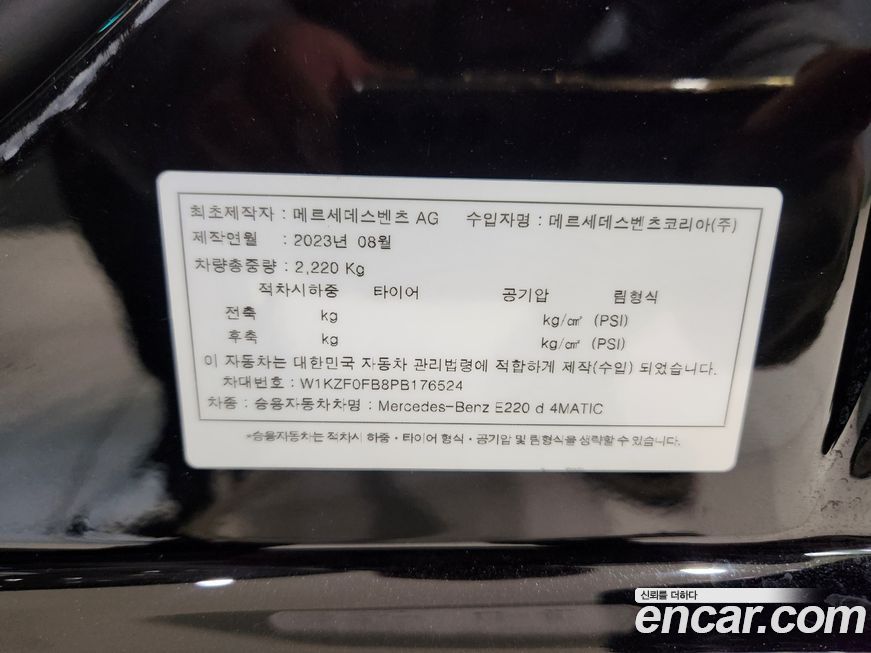 최초제작자 : 메르세데스벤츠 AG 수입자명 : 메르세데스벤츠코리아(주)
제작연월 : 2023년 08월
차량총중량 : 2,220 Kg
적차시하중 타이어 공기압 림형식
전축 kg kg/㎠ (PSI)
후축 kg kg/㎠ (PSI)
이 자동차는 대한민국 자동차 관리법령에 적합하게 제작(수입) 되었습니다.
차대번호 : W1KZF0FB8PB176524
차종 : 승용자동차차명 : Mercedes-Benz E220 d 4MATIC
*승용자동차는 적차시 하중·타이어 형식·공기압 및 림형식을 생략할 수 있습니다.
신뢰를 더하다
encar.com